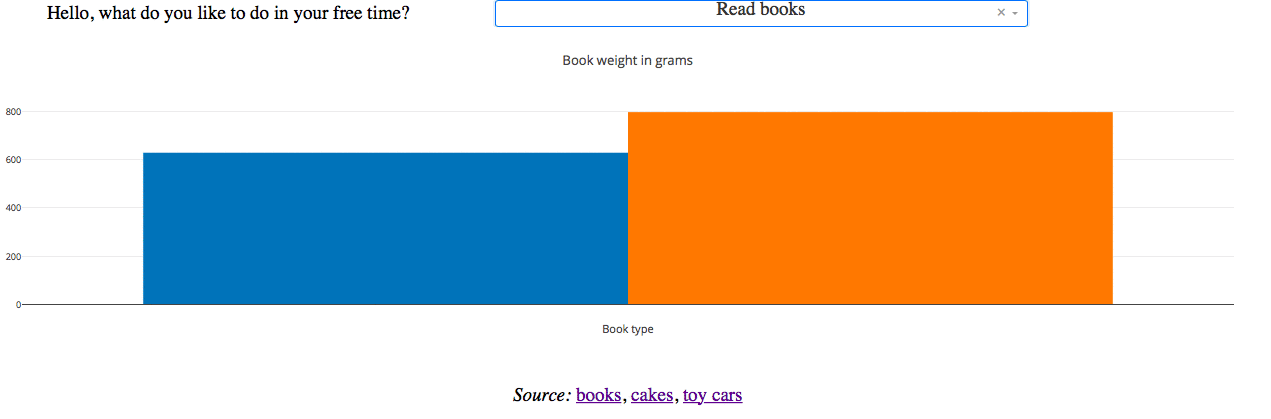 Hello, what do you like to do in your free time?
Read books
× 
Book weight in grams
800
600
400
200
0
Book type
Source: books, cakes, toy cars